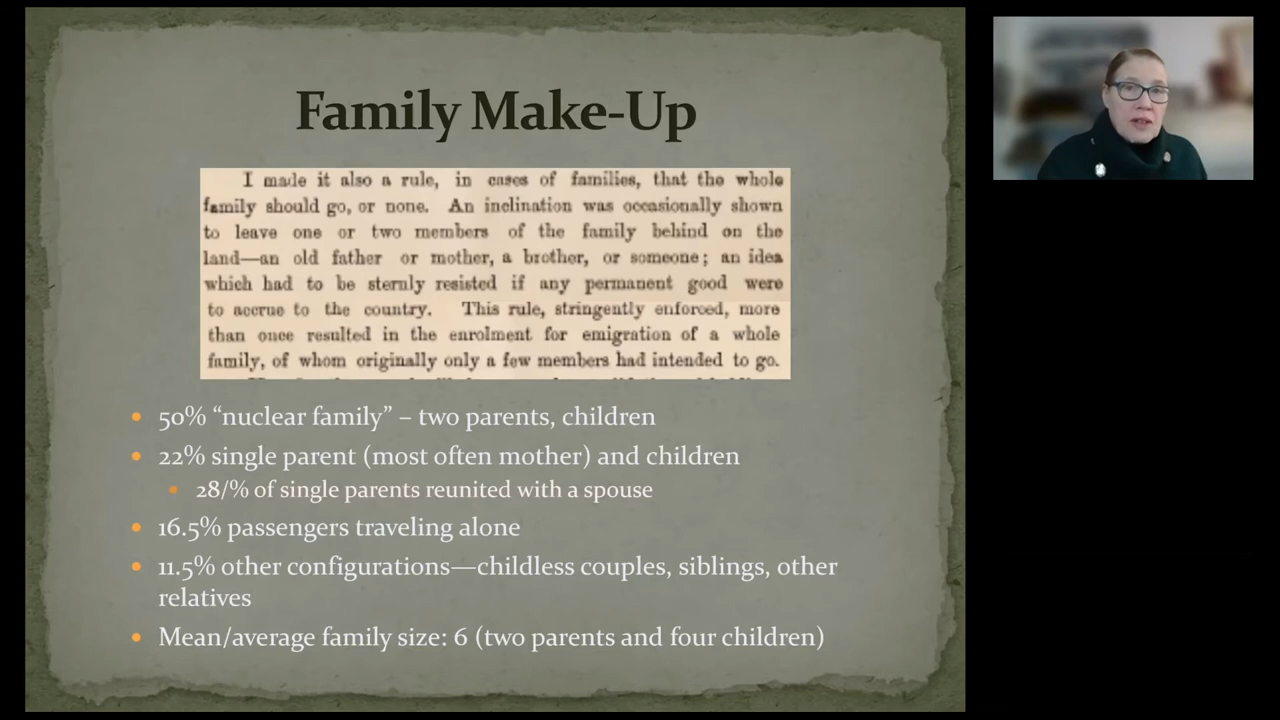 Family Make-Up
I made it also a rule, in cases of families, that the whole
family should go, or none. An inclination was occasionally shown
to leave one or two members of the family behind on the
land—an old father or mother, a brother, or someone; an idea
which had to be sternly resisted if any permanent good were
to accrue to the country. This rule, stringently enforced, more
than once resulted in the enrolment for emigration of a whole
family, of whom originally only a few members had intended to go.
• 50% “nuclear family” – two parents, children
• 22% single parent (most often mother) and children
• 28/% of single parents reunited with a spouse
• 16.5% passengers traveling alone
• 11.5% other configurations—childless couples, siblings, other
relatives
• Mean/average family size: 6 (two parents and four children)